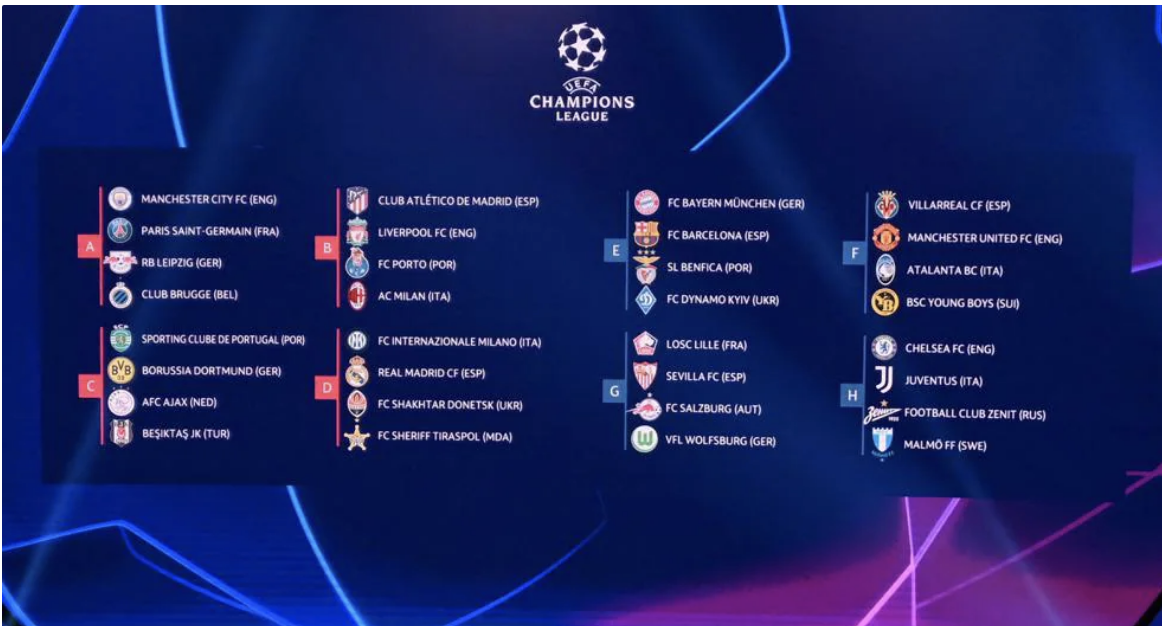 UEFA
CHAMPIONS
LEAGUE
A
MANCHESTER CITY FC (ENG)
PARIS SAINT-GERMAIN (FRA)
RB LEIPZIG (GER)
CLUB BRUGGE (BEL)
B
CLUB ATLÉTICO DE MADRID (ESP)
LIVERPOOL FC (ENG)
FC PORTO (POR)
AC MILAN (ITA)
C
SPORTING CLUBE DE PORTUGAL (POR)
BORUSSIA DORTMUND (GER)
AFC AJAX (NED)
BEŞIKTAŞ JK (TUR)
D
FC INTERNAZIONALE MILANO (ITA)
REAL MADRID CF (ESP)
FC SHAKHTAR DONETSK (UKR)
FC SHERIFF TIRASPOL (MDA)
E
FC BAYERN MÜNCHEN (GER)
FC BARCELONA (ESP)
SL BENFICA (POR)
FC DYNAMO KYIV (UKR)
F
VILLARREAL CF (ESP)
MANCHESTER UNITED FC (ENG)
ATALANTA BC (ITA)
BSC YOUNG BOYS (SUI)
G
LOSC LILLE (FRA)
SEVILLA FC (ESP)
FC SALZBURG (AUT)
VFL WOLFSBURG (GER)
H
CHELSEA FC (ENG)
JUVENTUS (ITA)
FOOTBALL CLUB ZENIT (RUS)
MALMÖ FF (SWE)
BVB
09